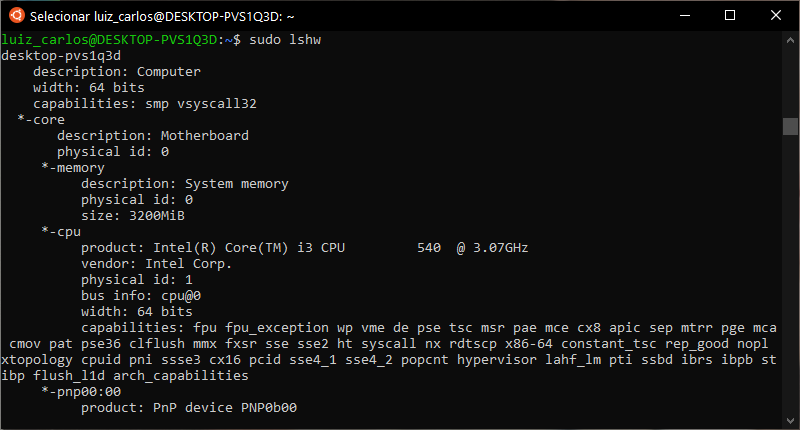 Selecionar luiz_carlos@DESKTOP-PVS1Q3D: ~
luiz_carlos@DESKTOP-PVS1Q3D:~$ sudo lshw
desktop-pvs1q3d
    description: Computer
    width: 64 bits
    capabilities: smp vsyscall32
  *-core
       description: Motherboard
       physical id: 0
     *-memory
          description: System memory
          physical id: 0
          size: 3200MiB
     *-cpu
          product: Intel(R) Core(TM) i3 CPU         540  @ 3.07GHz
          vendor: Intel Corp.
          physical id: 1
          bus info: cpu@0
          width: 64 bits
          capabilities: fpu fpu_exception wp vme de pse tsc msr pae mce cx8 apic sep mtrr pge mca
 cmov pat pse36 clflush mmx fxsr sse sse2 ht syscall nx rdtscp x86-64 constant_tsc rep_good nopl
xtopology cpuid pni ssse3 cx16 pcid sse4_1 sse4_2 popcnt hypervisor lahf_lm pti ssbd ibrs ibpb st
ibp flush_l1d arch_capabilities
     *-pnp00:00
          product: PnP device PNP0b00